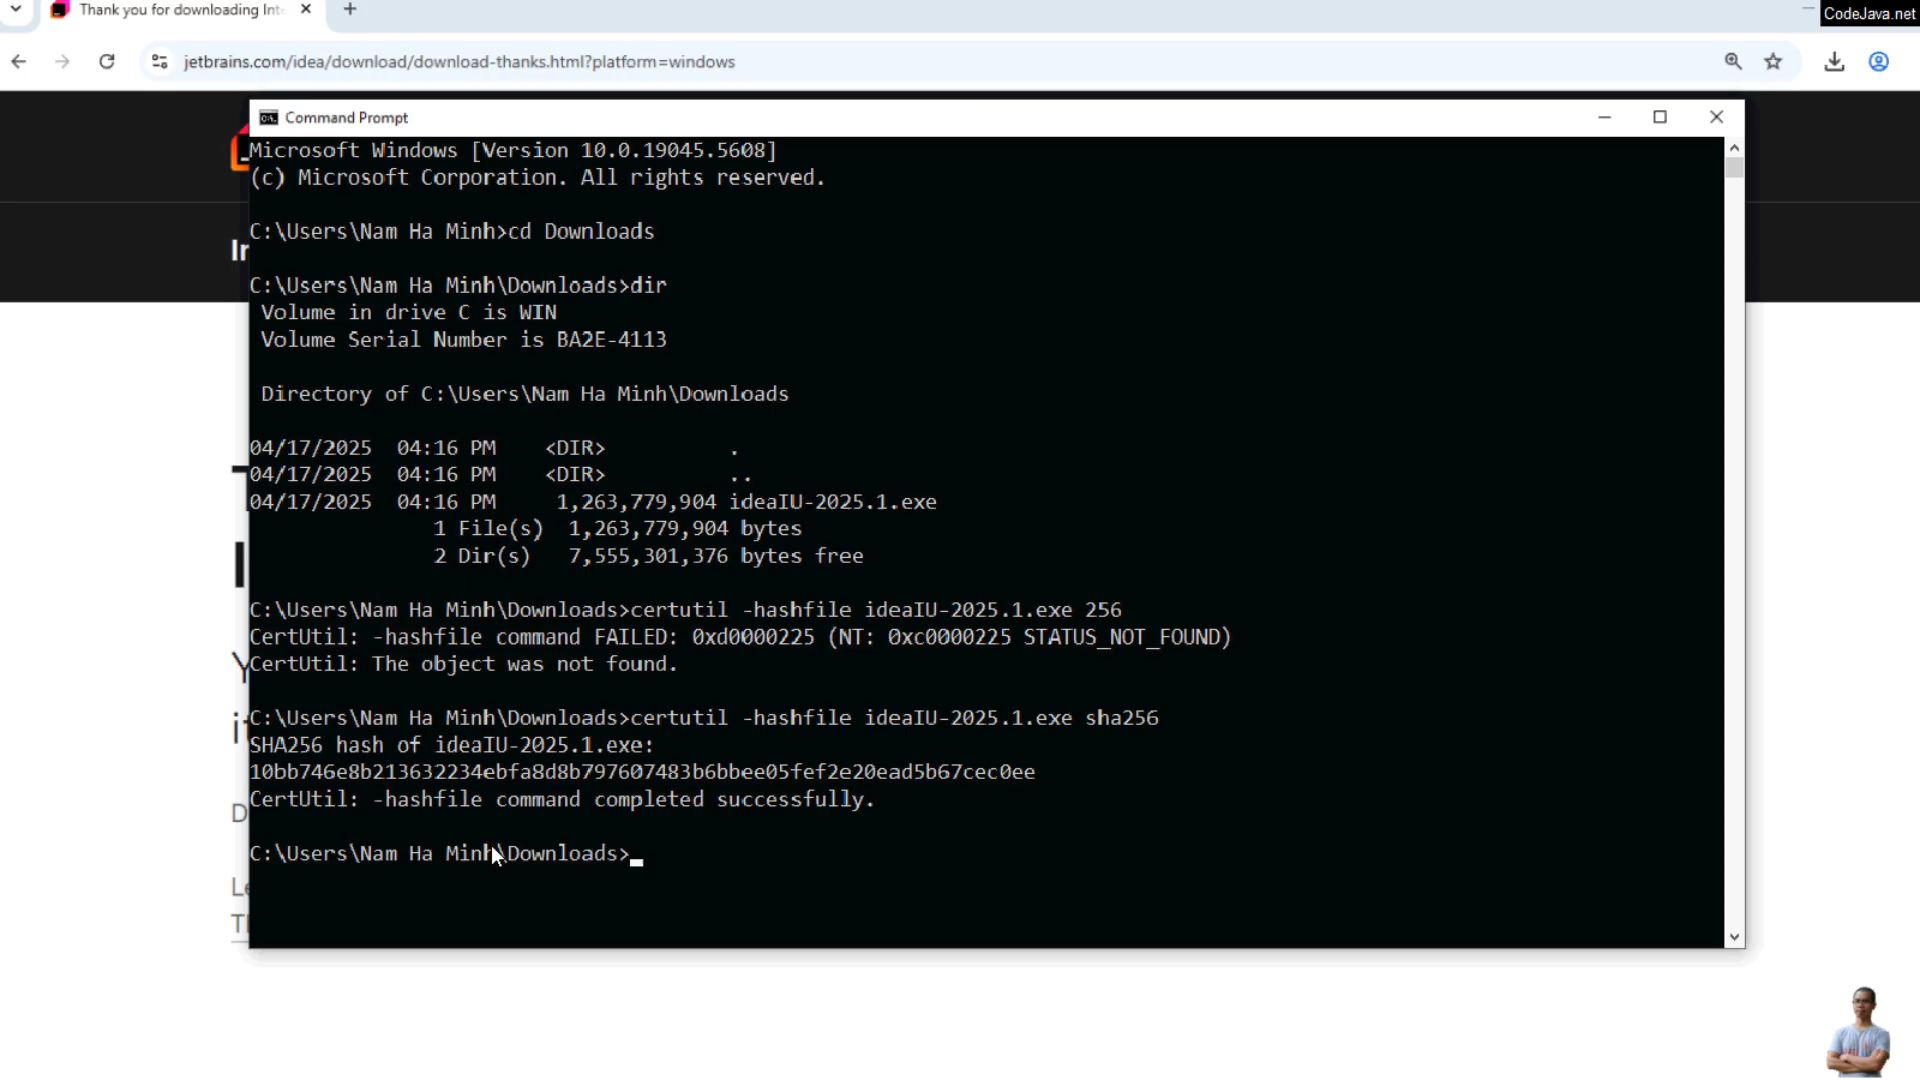 Thank you for downloading Int
CodeJava.net
jetbrains.com/idea/download/download-thanks.html?platform=windows
Command Prompt
Microsoft Windows [Version 10.0.19045.5608]
(c) Microsoft Corporation. All rights reserved.
C:\Users\Nam Ha Minh>cd Downloads
C:\Users\Nam Ha Minh\Downloads>dir
Volume in drive C is WIN
Volume Serial Number is BA2E-4113
Directory of C:\Users\Nam Ha Minh\Downloads
04/17/2025 04:16 PM <DIR> .
04/17/2025 04:16 PM <DIR> ..
04/17/2025 04:16 PM 1,263,779,904 ideaIU-2025.1.exe
1 File(s) 1,263,779,904 bytes
2 Dir(s) 7,555,301,376 bytes free
C:\Users\Nam Ha Minh\Downloads>certutil -hashfile ideaIU-2025.1.exe 256
CertUtil: -hashfile command FAILED: 0xd0000225 (NT: 0xc0000225 STATUS_NOT_FOUND)
CertUtil: The object was not found.
C:\Users\Nam Ha Minh\Downloads>certutil -hashfile ideaIU-2025.1.exe sha256
SHA256 hash of ideaIU-2025.1.exe:
10bb746e8b213632234ebfa8d8b797607483b6bbee05fef2e20ead5b67cec0ee
CertUtil: -hashfile command completed successfully.
C:\Users\Nam Ha Minh\Downloads>